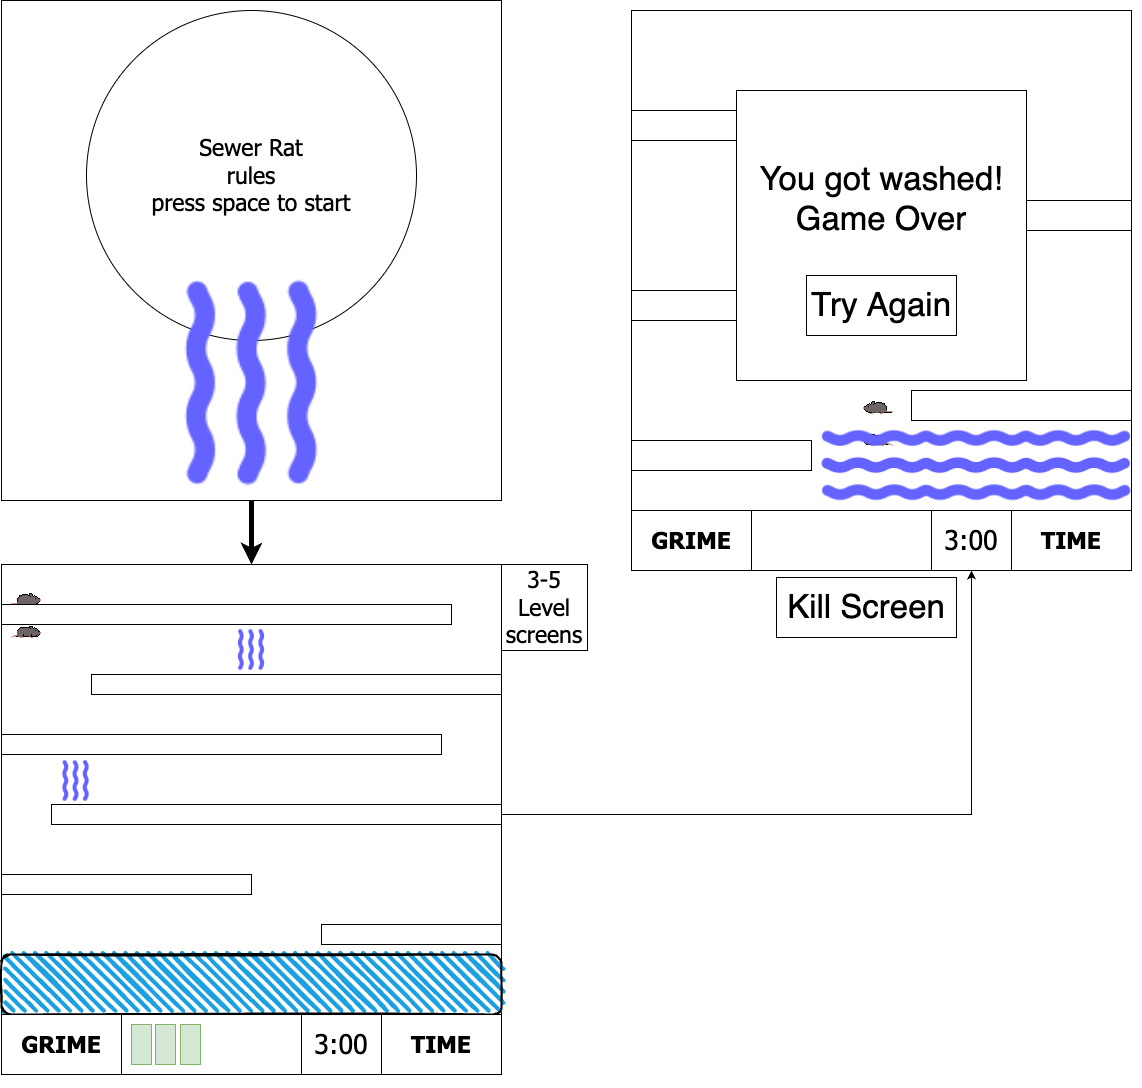 Sewer Rat
rules
press space to start
You got washed!
Game Over
Try Again
GRIME
3:00
TIME
Kill Screen
3-5
Level
screens
GRIME
3:00
TIME